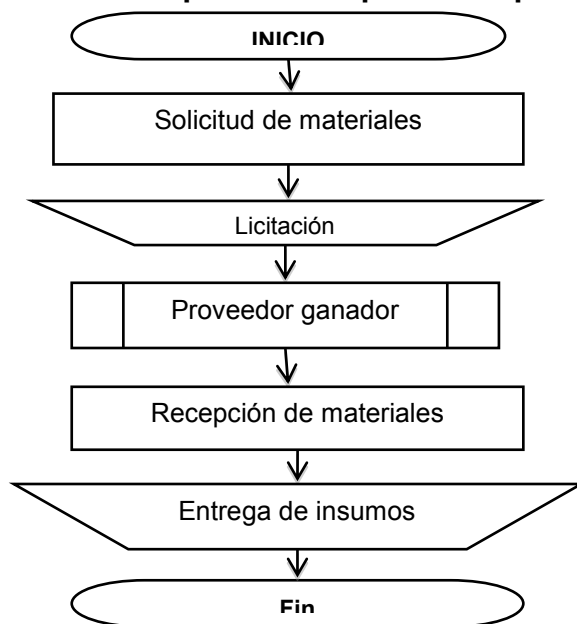 INICIO
Solicitud de materiales
Licitación
Proveedor ganador
Recepción de materiales
Entrega de insumos
Fin